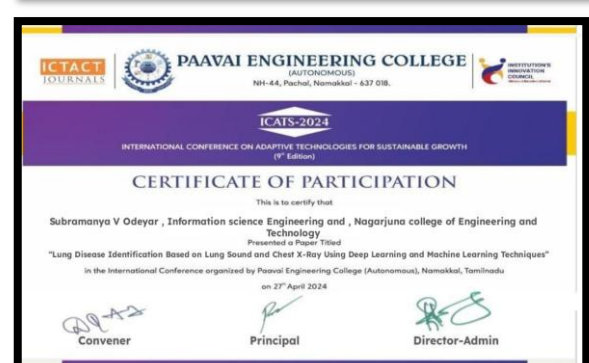 ICTACT
JOURNALS
PAAVAI ENGINEERING COLLEGE
(AUTONOMOUS)
NH-44, Pachal, Namakkal - 637 018.
INSTITUTION'S
INNOVATION
COUNCIL
ICATS-2024
INTERNATIONAL CONFERENCE ON ADAPTIVE TECHNOLOGIES FOR SUSTAINABLE GROWTH
(9th Edition)
CERTIFICATE OF PARTICIPATION
This is to certify that
Subramanya V Odeyar , Information science Engineering and , Nagarjuna college of Engineering and
Technology
Presented a Paper Titled
"Lung Disease Identification Based on Lung Sound and Chest X-Ray Using Deep Learning and Machine Learning Techniques"
in the International Conference organized by Paavai Engineering College (Autonomous), Namakkal, Tamilnadu
on 27th April 2024
Convener Principal Director-Admin